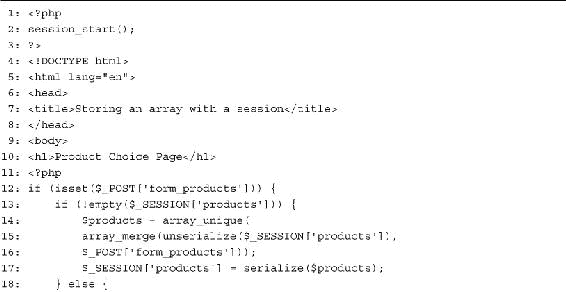 1: <?php
2: session_start();
3: ?>
4: <!DOCTYPE html>
5: <html lang="en">
6: <head>
7: <title>Storing an array with a session</title>
8: </head>
9: <body>
10: <h1>Product Choice Page</h1>
11: <?php
12: if (isset($_POST['form_products'])) {
13:     if (!empty($_SESSION['products'])) {
14:         $products = array_unique(
15:         array_merge(unserialize($_SESSION['products']),
16:         $_POST['form_products']));
17:         $_SESSION['products'] = serialize($products);
18:     } else {